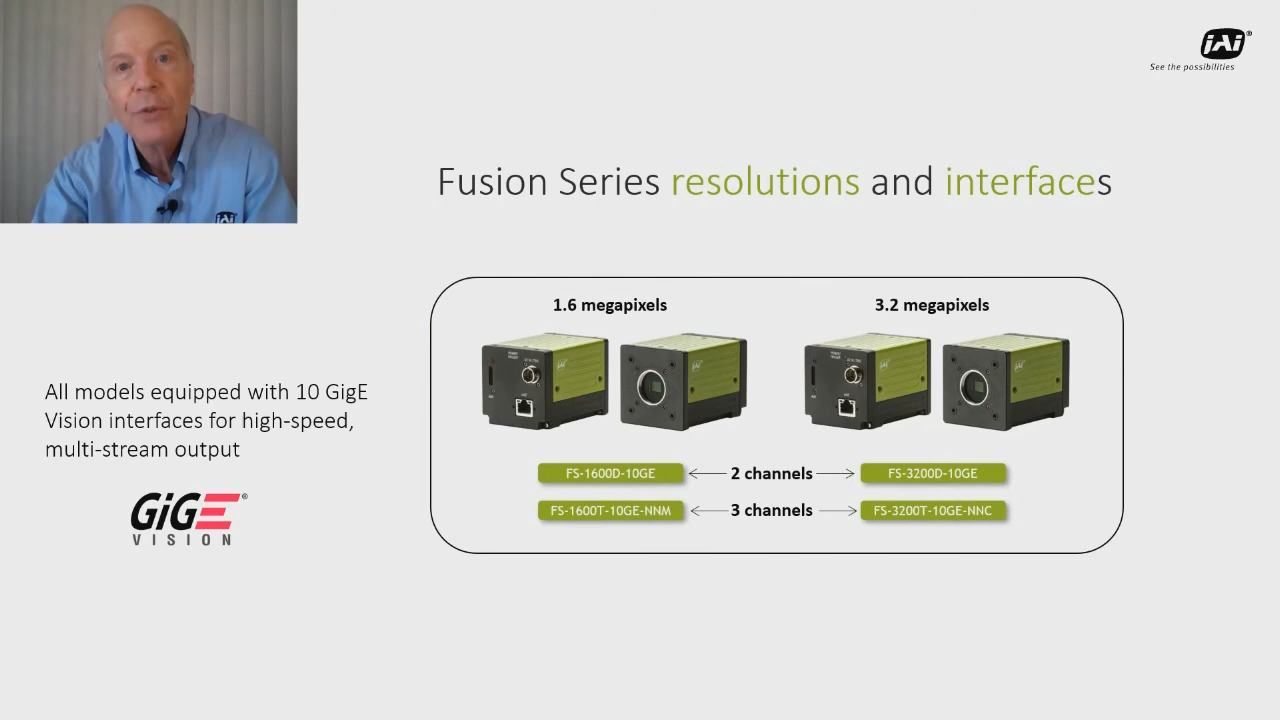 JAi®
See the possibilities
JAi
Fusion Series resolutions and interfaces
1.6 megapixels
3.2 megapixels
All models equipped with 10 GigE
Vision interfaces for high-speed,
multi-stream output
GiGE®
VISION
FS-1600D-10GE
2 channels
FS-3200D-10GE
FS-1600T-10GE-NNM
3 channels
FS-3200T-10GE-NNC